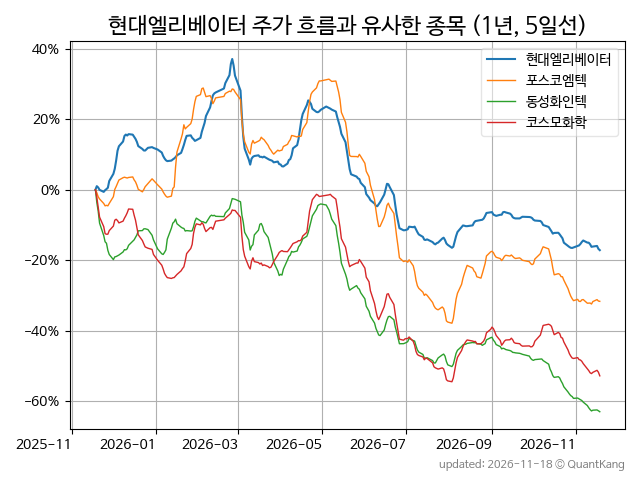 현대엘리베이터 주가 흐름과 유사한 종목 (1년, 5일선)
40%
20%
0%
−20%
−40%
−60%
현대엘리베이터
포스코엠텍
동성화인텍
코스모화학
2025-11 2026-01 2026-03 2026-05 2026-07 2026-09 2026-11
updated: 2026-11-18 © QuantKang